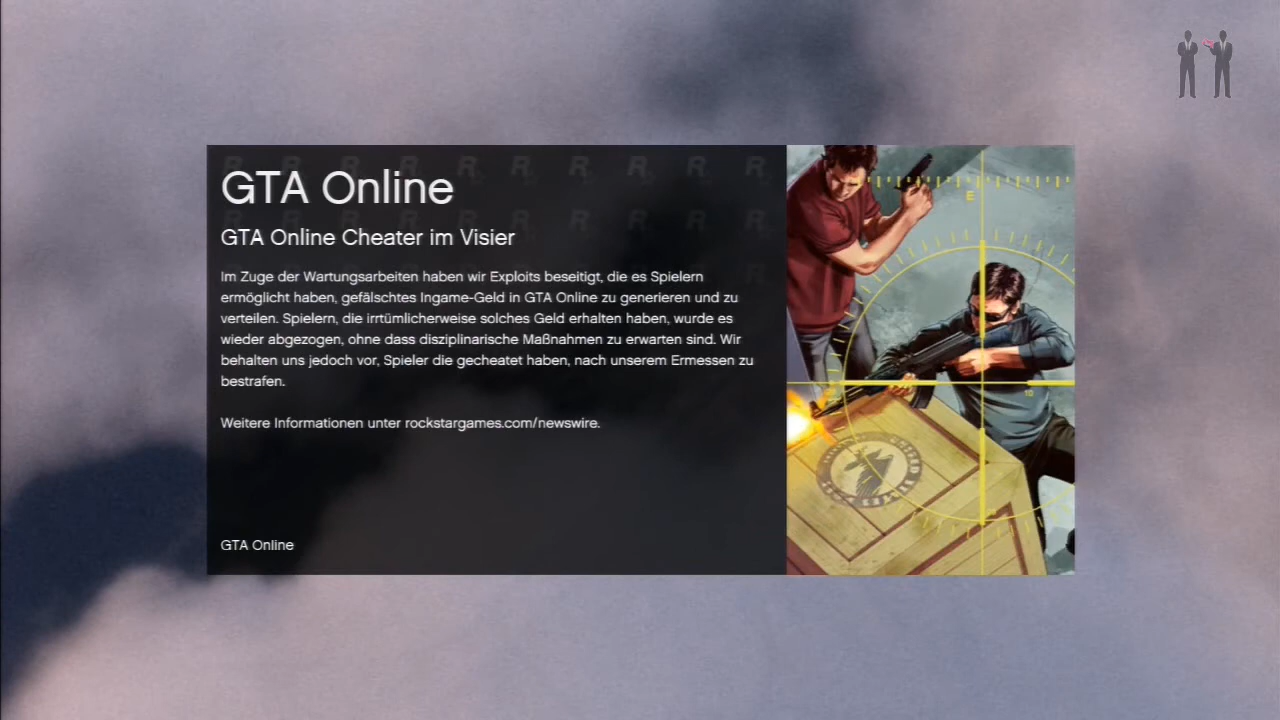 GTA Online
GTA Online Cheater im Visier
Im Zuge der Wartungsarbeiten haben wir Exploits beseitigt, die es Spielern
ermöglicht haben, gefälschtes Ingame-Geld in GTA Online zu generieren und zu
verteilen. Spielern, die irrtümlicherweise solches Geld erhalten haben, wurde es
wieder abgezogen, ohne dass disziplinarische Maßnahmen zu erwarten sind. Wir
behalten uns jedoch vor, Spieler die gecheatet haben, nach unserem Ermessen zu
bestrafen.
Weitere Informationen unter rockstargames.com/newswire.
GTA Online
E
10